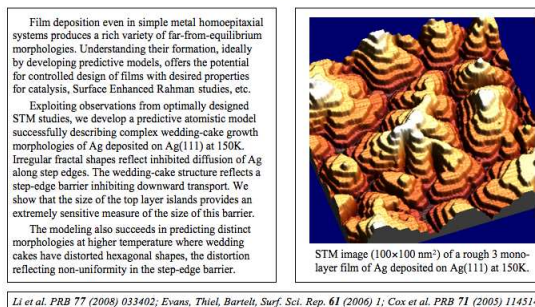 Film deposition even in simple metal homoepitaxial
systems produces a rich variety of far-from-equilibrium
morphologies. Understanding their formation, ideally
by developing predictive models, offers the potential
for controlled design of films with desired properties
for catalysis, Surface Enhanced Rahman studies, etc.
Exploiting observations from optimally designed
STM studies, we develop a predictive atomistic model
successfully describing complex wedding-cake growth
morphologies of Ag deposited on Ag(111) at 150K.
Irregular fractal shapes reflect inhibited diffusion of Ag
along step edges. The wedding-cake structure reflects a
step-edge barrier inhibiting downward transport. We
show that the size of the top layer islands provides an
extremely sensitive measure of the size of this barrier.
The modeling also succeeds in predicting distinct
morphologies at higher temperature where wedding
cakes have distorted hexagonal shapes, the distortion
reflecting non-uniformity in the step-edge barrier.
STM image (100×100 nm²) of a rough 3 mono-
layer film of Ag deposited on Ag(111) at 150K.
Li et al. PRB 77 (2008) 033402; Evans, Thiel, Bartelt, Surf. Sci. Rep. 61 (2006) 1; Cox et al. PRB 71 (2005) 11541